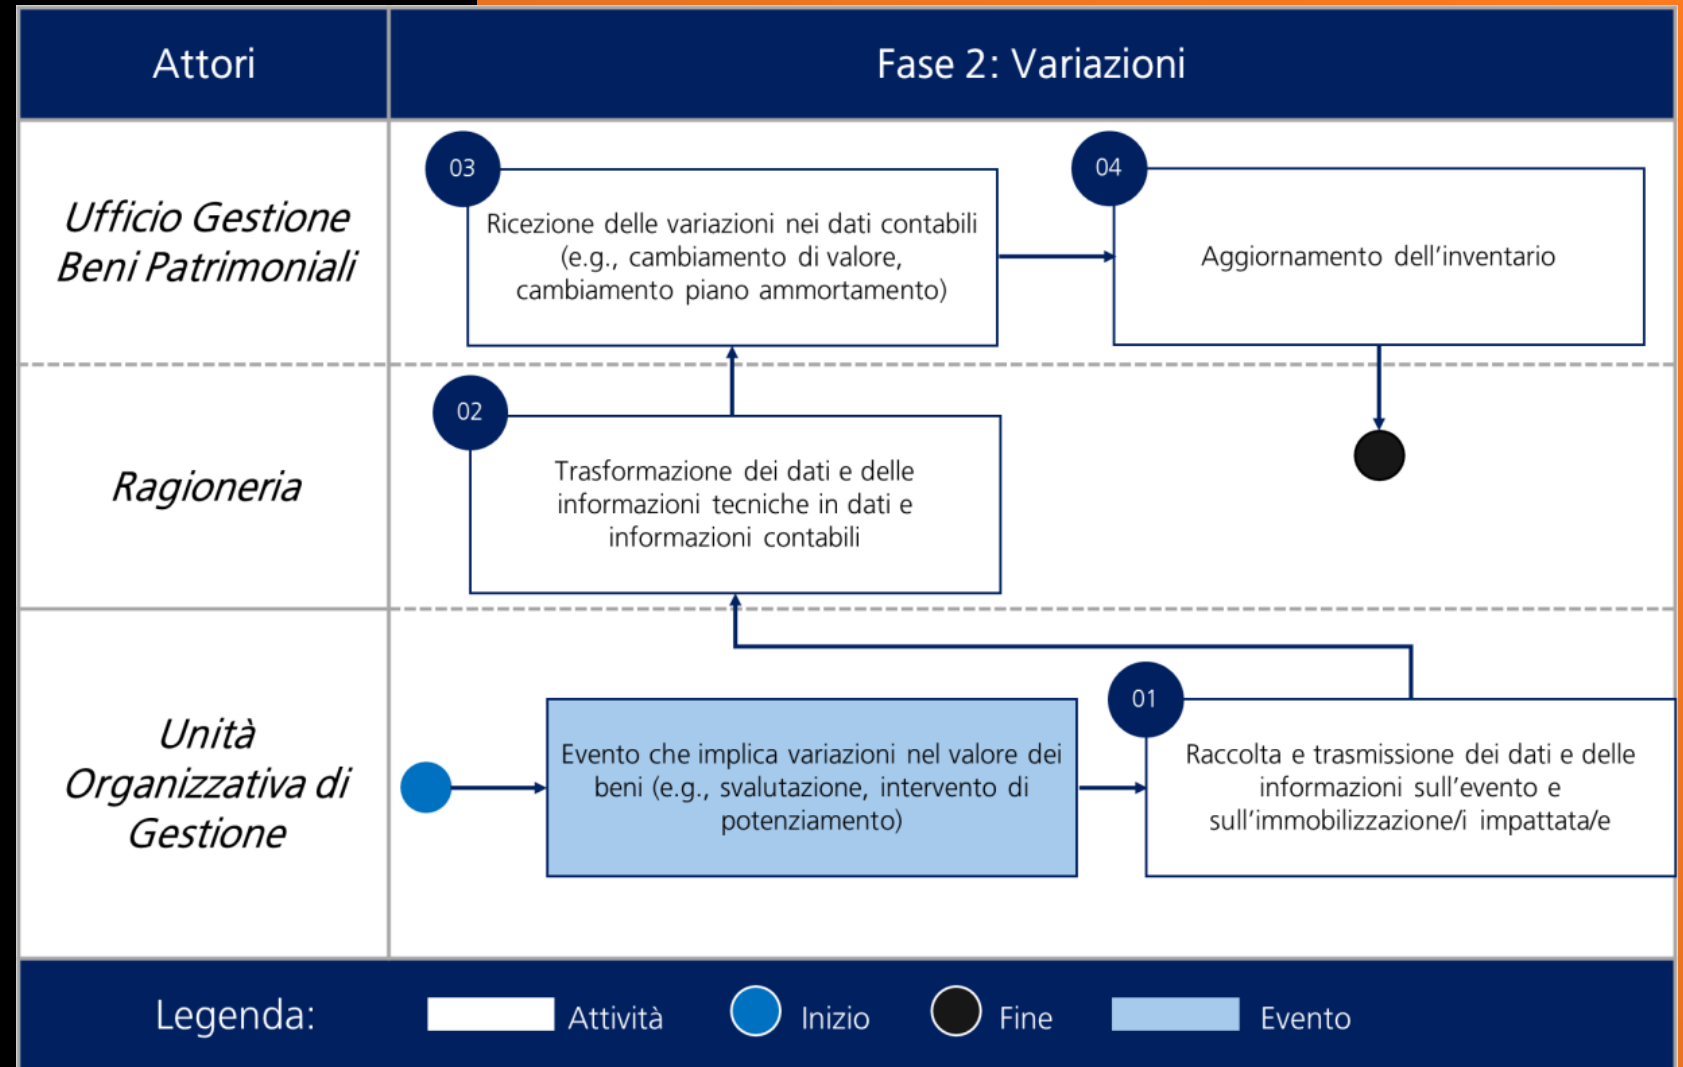 Attori
Fase 2: Variazioni
Ufficio Gestione
Beni Patrimoniali
03
Ricezione delle variazioni nei dati contabili
(e.g., cambiamento di valore,
cambiamento piano ammortamento)
04
Aggiornamento dell'inventario
Ragioneria
02
Trasformazione dei dati e delle
informazioni tecniche in dati e
informazioni contabili
Unità
Organizzativa di
Gestione
Evento che implica variazioni nel valore dei
beni (e.g., svalutazione, intervento di
potenziamento)
01
Raccolta e trasmissione dei dati e delle
informazioni sull'evento e
sull'immobilizzazione/i impattata/e
Legenda:
Attività
Inizio
Fine
Evento